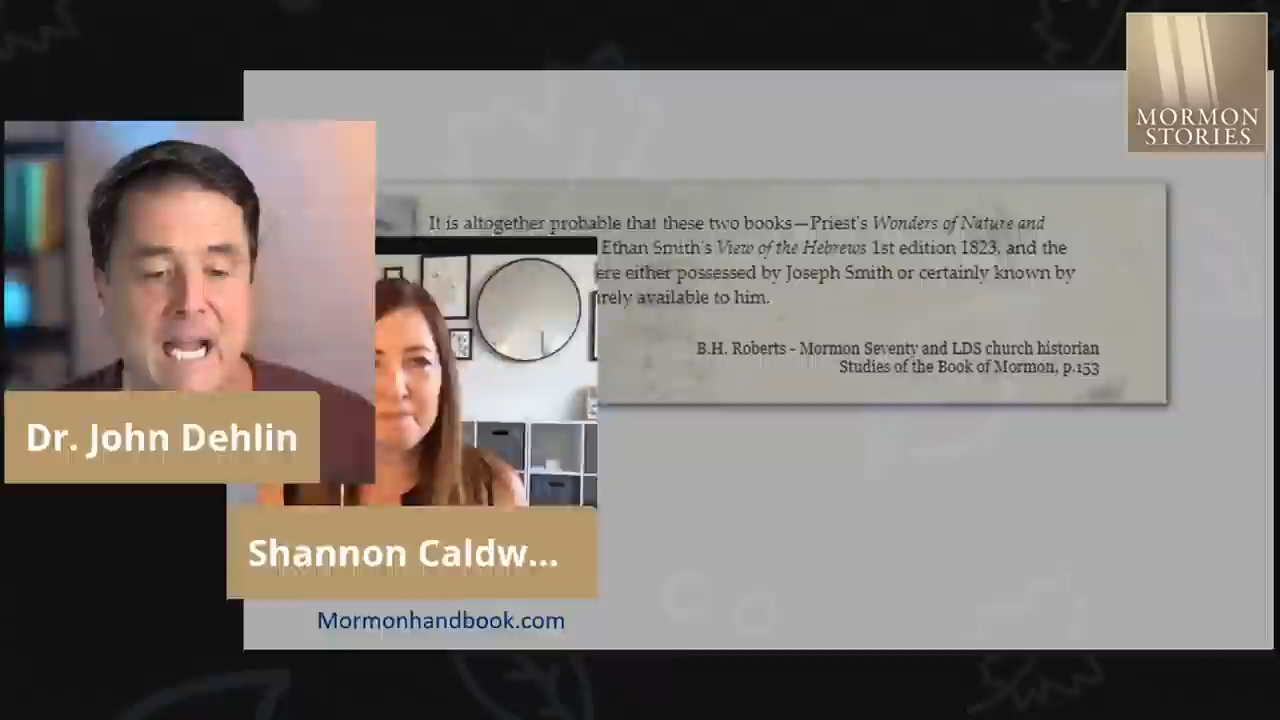 MORMON
STORIES
It is altogether probable that these two books—Priest's Wonders of Nature and
Ethan Smith's View of the Hebrews 1st edition 1823, and the
either possessed by Joseph Smith or certainly known by
available to him.
B.H. Roberts - Mormon Seventy and LDS church historian
Studies of the Book of Mormon, p.153
Dr. John Dehlin
Shannon Caldw...
Mormonhandbook.com